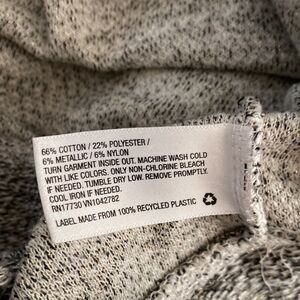 66% COTTON / 22% POLYESTER /
6% METALLIC / 6% NYLON
TURN GARMENT INSIDE OUT. MACHINE WASH COLD
WITH LIKE COLORS. ONLY NON-CHLORINE BLEACH
IF NEEDED. TUMBLE DRY LOW. REMOVE PROMPTLY.
COOL IRON IF NEEDED.
RN17730 VN1042782
LABEL MADE FROM 100% RECYCLED PLASTIC